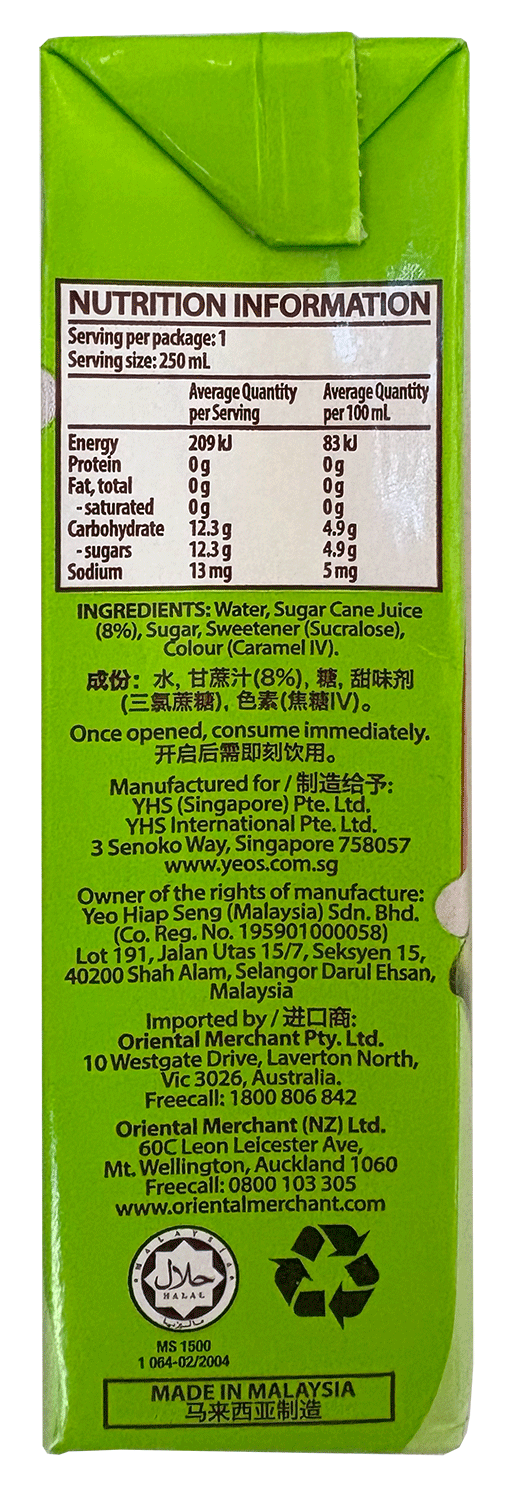 NUTRITION INFORMATION
Serving per package: 1
Serving size: 250 mL
Average Quantity per Serving Average Quantity per 100 mL
Energy 209 kJ 83 kJ
Protein 0 g 0 g
Fat, total 0 g 0 g
- saturated 0 g 0 g
Carbohydrate 12.3 g 4.9 g
- sugars 12.3 g 4.9 g
Sodium 13 mg 5 mg
INGREDIENTS: Water, Sugar Cane Juice
(8%), Sugar, Sweetener (Sucralose),
Colour (Caramel IV).
成份: 水, 甘蔗汁(8%), 糖, 甜味剂
(三氯蔗糖), 色素(焦糖IV)。
Once opened, consume immediately.
开启后需即刻饮用。
Manufactured for / 制造给予:
YHS (Singapore) Pte. Ltd.
YHS International Pte. Ltd.
3 Senoko Way, Singapore 758057
www.yeos.com.sg
Owner of the rights of manufacture:
Yeo Hiap Seng (Malaysia) Sdn. Bhd.
(Co. Reg. No. 195901000058)
Lot 191, Jalan Utas 15/7, Seksyen 15,
40200 Shah Alam, Selangor Darul Ehsan,
Malaysia
Imported by / 进口商:
Oriental Merchant Pty. Ltd.
10 Westgate Drive, Laverton North,
Vic 3026, Australia.
Freecall: 1800 806 842
Oriental Merchant (NZ) Ltd.
60C Leon Leicester Ave,
Mt. Wellington, Auckland 1060
Freecall: 0800 103 305
www.orientalmerchant.com
MALAYSIA
حلال
HALAL
ماليزيا
MS 1500
1 064-02/2004
MADE IN MALAYSIA
马来西亚制造